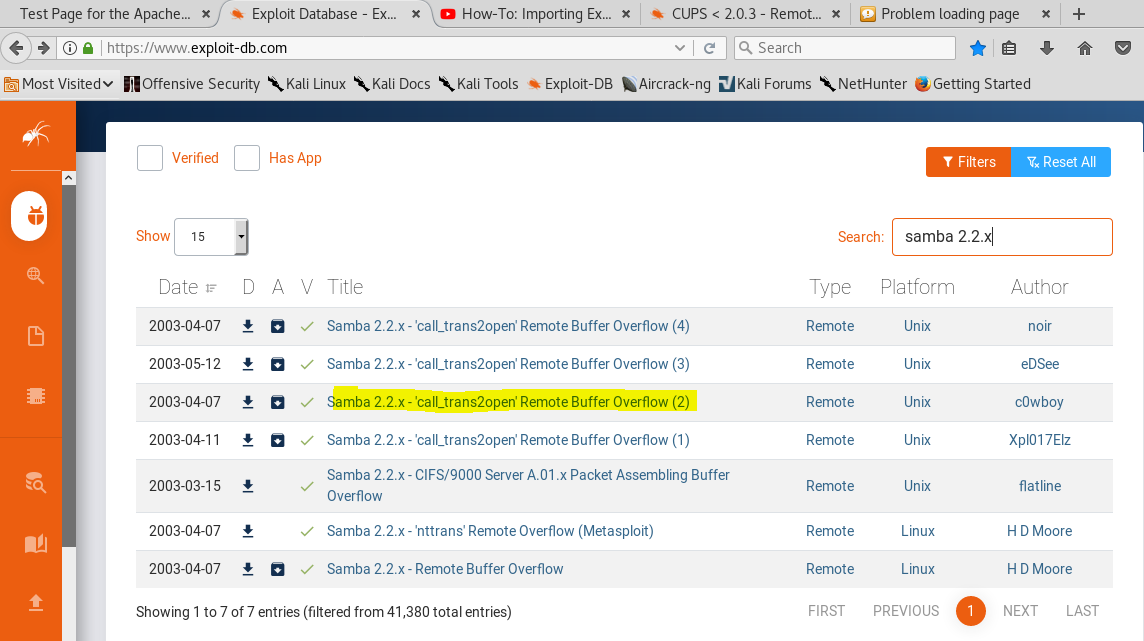 Test Page for the Apache... × Exploit Database - Ex... × How-To: Importing Ex... × CUPS < 2.0.3 - Remot... × Problem loading page × +
https://www.exploit-db.com Search
Most Visited Offensive Security Kali Linux Kali Docs Kali Tools Exploit-DB Aircrack-ng Kali Forums NetHunter Getting Started
Verified Has App Filters Reset All
Show 15 Search: samba 2.2.x
Date D A V Title Type Platform Author
2003-04-07 Samba 2.2.x - 'call_trans2open' Remote Buffer Overflow (4) Remote Unix noir
2003-05-12 Samba 2.2.x - 'call_trans2open' Remote Buffer Overflow (3) Remote Unix eDSee
2003-04-07 Samba 2.2.x - 'call_trans2open' Remote Buffer Overflow (2) Remote Unix c0wboy
2003-04-11 Samba 2.2.x - 'call_trans2open' Remote Buffer Overflow (1) Remote Unix Xpl017Elz
2003-03-15 Samba 2.2.x - CIFS/9000 Server A.01.x Packet Assembling Buffer Remote Unix flatline
Overflow
2003-04-07 Samba 2.2.x - 'nttrans' Remote Overflow (Metasploit) Remote Linux H D Moore
2003-04-07 Samba 2.2.x - Remote Buffer Overflow Remote Linux H D Moore
Showing 1 to 7 of 7 entries (filtered from 41,380 total entries) FIRST PREVIOUS 1 NEXT LAST